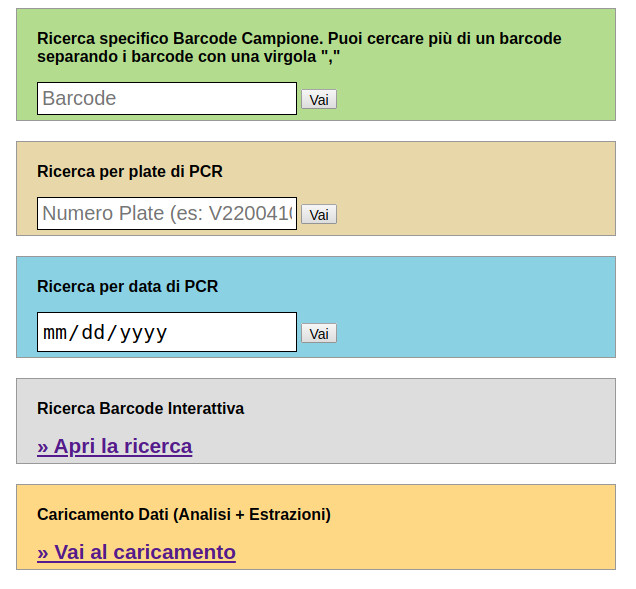 Ricerca specifico Barcode Campione. Puoi cercare più di un barcode
separando i barcode con una virgola ","
Barcode Vai
Ricerca per plate di PCR
Numero Plate (es: V2200410 Vai
Ricerca per data di PCR
mm/dd/yyyy Vai
Ricerca Barcode Interattiva
» Apri la ricerca
Caricamento Dati (Analisi + Estrazioni)
» Vai al caricamento